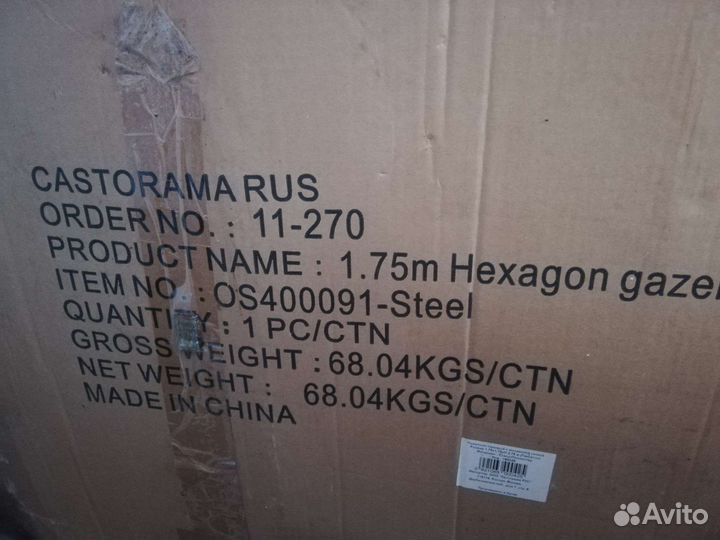 CASTORAMA RUS
ORDER NO. : 11-270
PRODUCT NAME : 1.75m Hexagon gaze
ITEM NO. : OS400091-Steel
QUANTITY : 1 PC/CTN
GROSS WEIGHT : 68.04KGS/CTN
NET WEIGHT : 68.04KGS/CTN
MADE IN CHINA
Avito